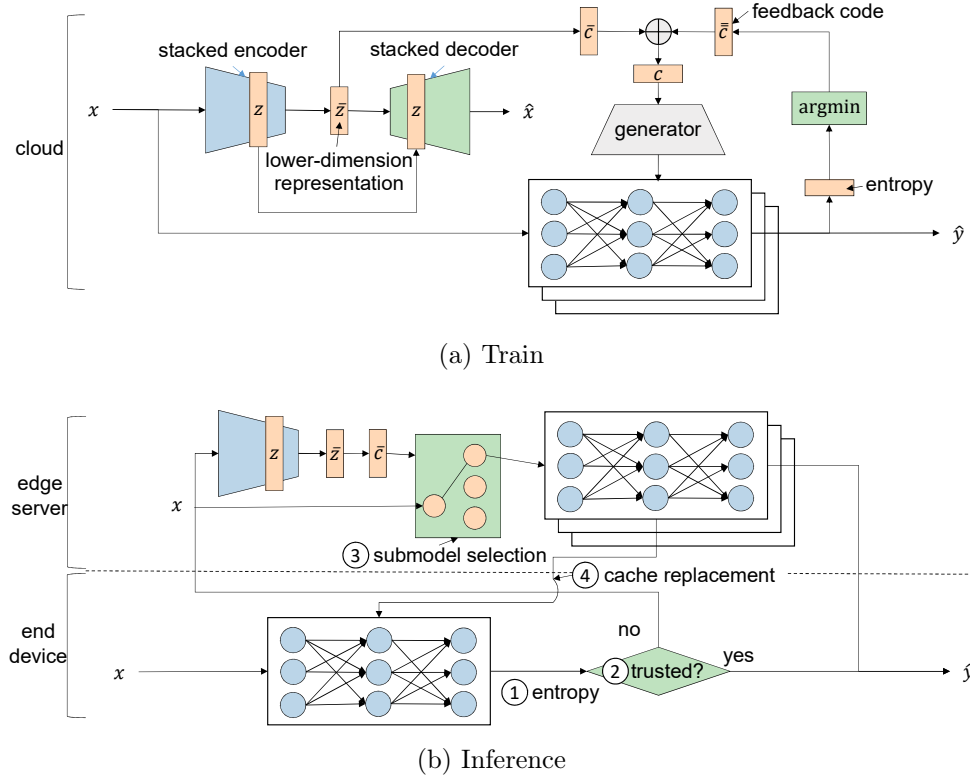 feedback code
c̄
c̿
stacked encoder
stacked decoder
c
x
z
z̄
z
x̂
argmin
generator
cloud
lower-dimension
representation
entropy
ŷ
(a) Train
z
z̄
c̄
edge
server
x
③ submodel selection
④ cache replacement
end
device
no
x
② trusted?
yes
① entropy
(b) Inference